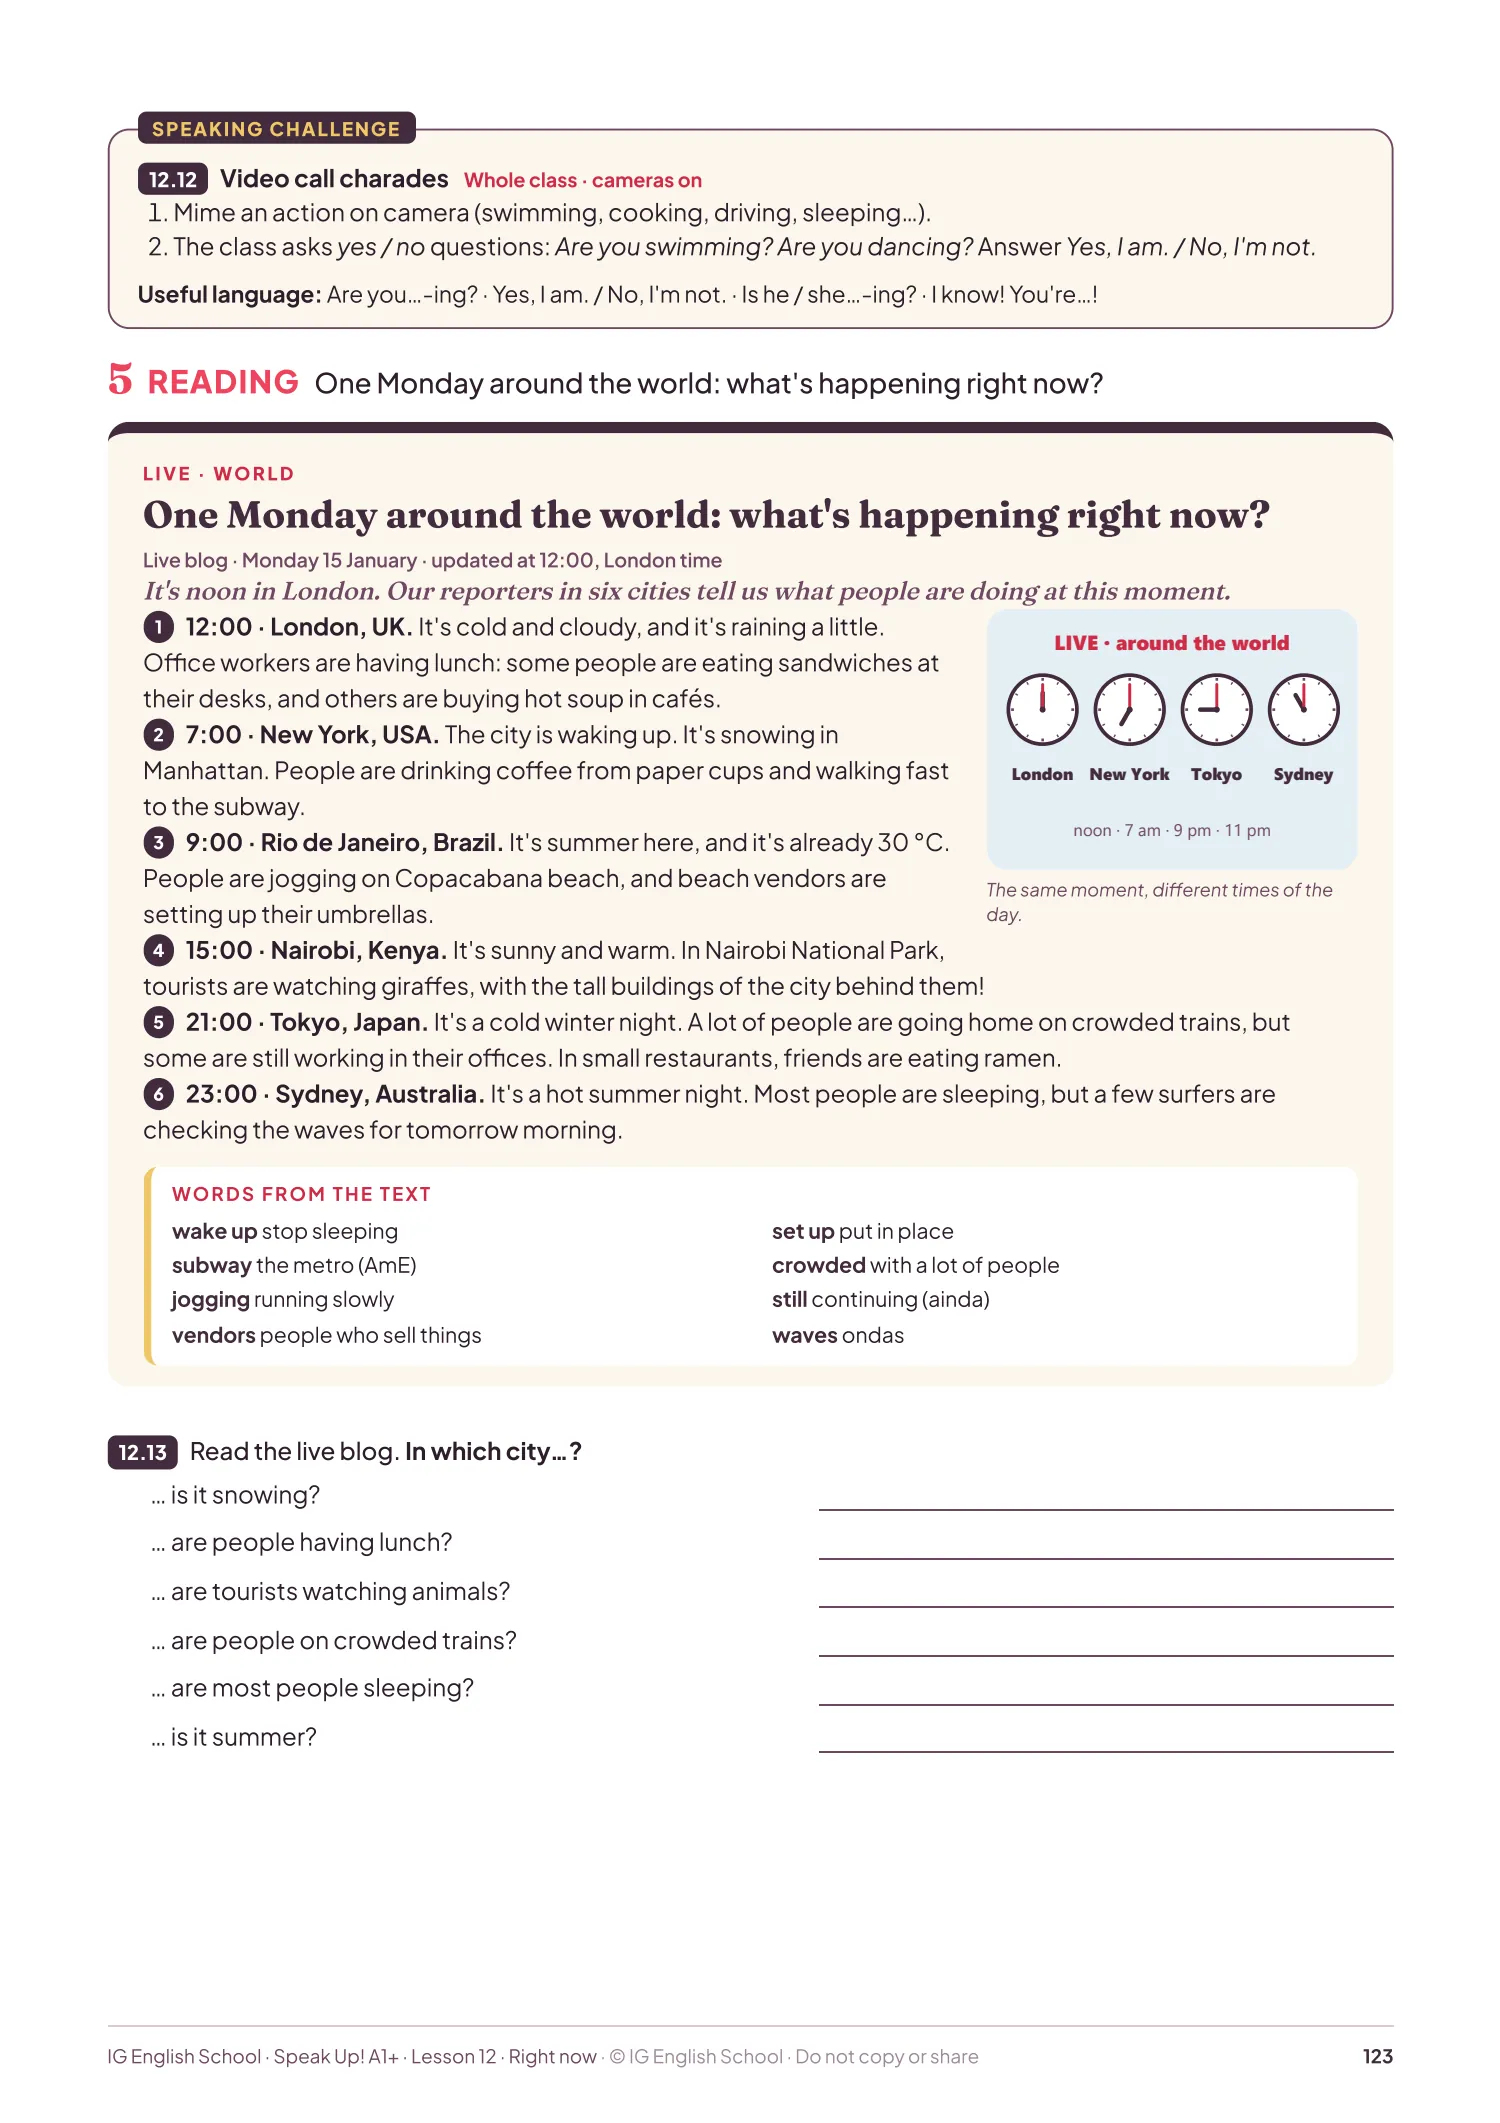 SPEAKING CHALLENGE
12.12 Video call charades Whole class · cameras on
1. Mime an action on camera (swimming, cooking, driving, sleeping…).
2. The class asks yes / no questions: Are you swimming? Are you dancing? Answer Yes, I am. / No, I'm not.
Useful language: Are you…-ing? · Yes, I am. / No, I'm not. · Is he / she…-ing? · I know! You're…!
5 READING One Monday around the world: what's happening right now?
LIVE · WORLD
One Monday around the world: what's happening right now?
Live blog · Monday 15 January · updated at 12:00, London time
It's noon in London. Our reporters in six cities tell us what people are doing at this moment.
1 12:00 · London, UK. It's cold and cloudy, and it's raining a little.
Office workers are having lunch: some people are eating sandwiches at
their desks, and others are buying hot soup in cafés.
2 7:00 · New York, USA. The city is waking up. It's snowing in
Manhattan. People are drinking coffee from paper cups and walking fast
to the subway.
3 9:00 · Rio de Janeiro, Brazil. It's summer here, and it's already 30 °C.
People are jogging on Copacabana beach, and beach vendors are
setting up their umbrellas.
4 15:00 · Nairobi, Kenya. It's sunny and warm. In Nairobi National Park,
tourists are watching giraffes, with the tall buildings of the city behind them!
5 21:00 · Tokyo, Japan. It's a cold winter night. A lot of people are going home on crowded trains, but
some are still working in their offices. In small restaurants, friends are eating ramen.
6 23:00 · Sydney, Australia. It's a hot summer night. Most people are sleeping, but a few surfers are
checking the waves for tomorrow morning.
LIVE · around the world
London New York Tokyo Sydney
noon · 7 am · 9 pm · 11 pm
The same moment, different times of the
day.
WORDS FROM THE TEXT
wake up stop sleeping
subway the metro (AmE)
jogging running slowly
vendors people who sell things
set up put in place
crowded with a lot of people
still continuing (ainda)
waves ondas
12.13 Read the live blog. In which city…?
… is it snowing?
… are people having lunch?
… are tourists watching animals?
… are people on crowded trains?
… are most people sleeping?
… is it summer?
IG English School · Speak Up! A1+ · Lesson 12 · Right now · © IG English School · Do not copy or share
123